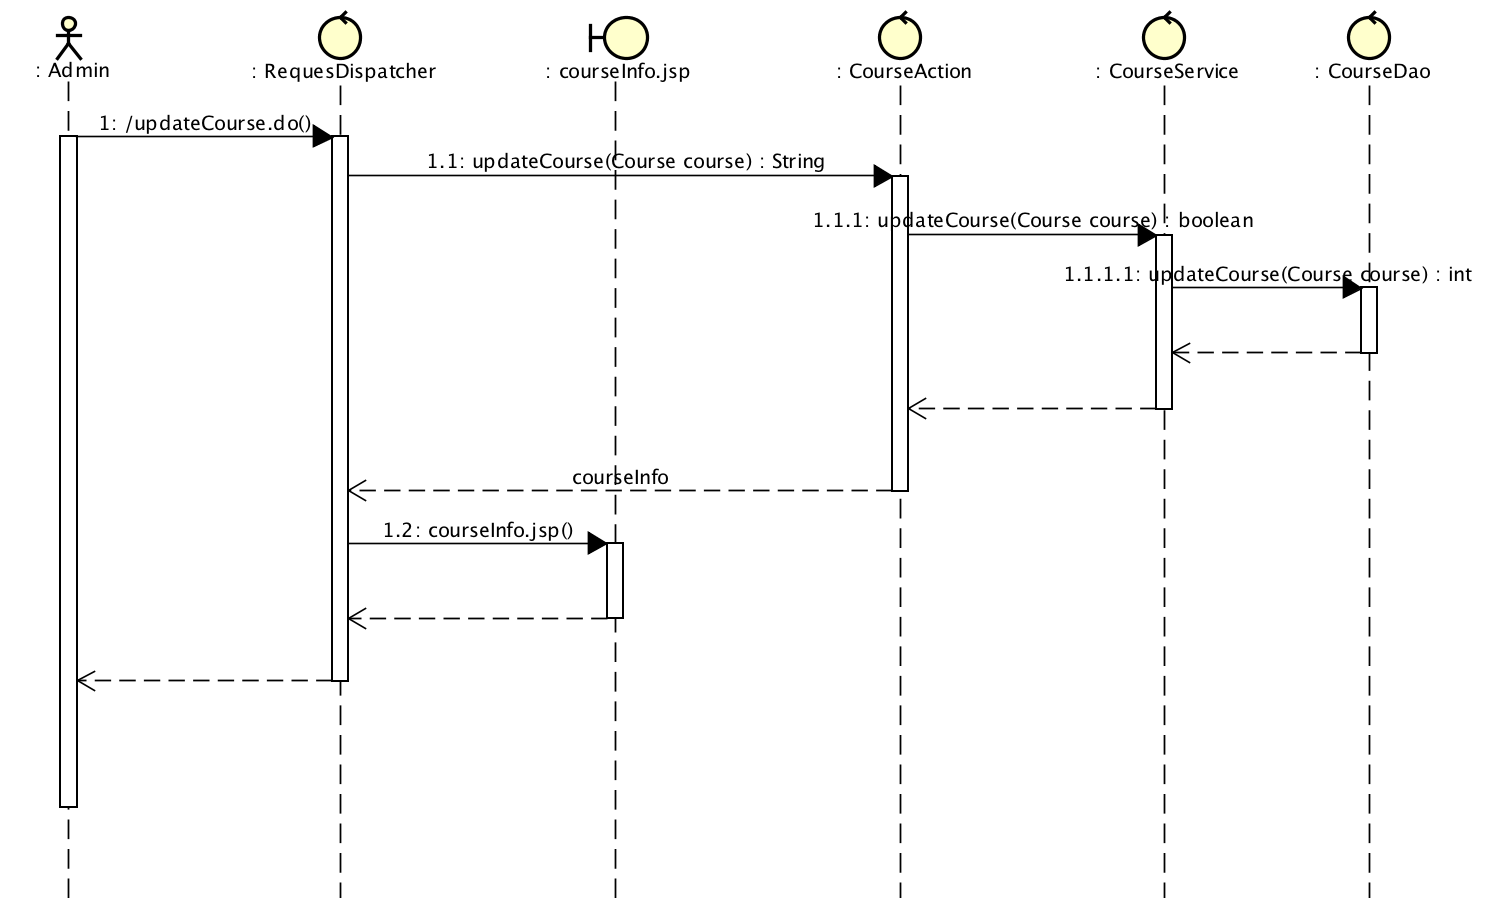 : Admin
: RequesDispatcher
: courseInfo.jsp
: CourseAction
: CourseService
: CourseDao
1: /updateCourse.do()
1.1: updateCourse(Course course) : String
1.1.1: updateCourse(Course course) : boolean
1.1.1.1: updateCourse(Course course) : int
courseInfo
1.2: courseInfo.jsp()